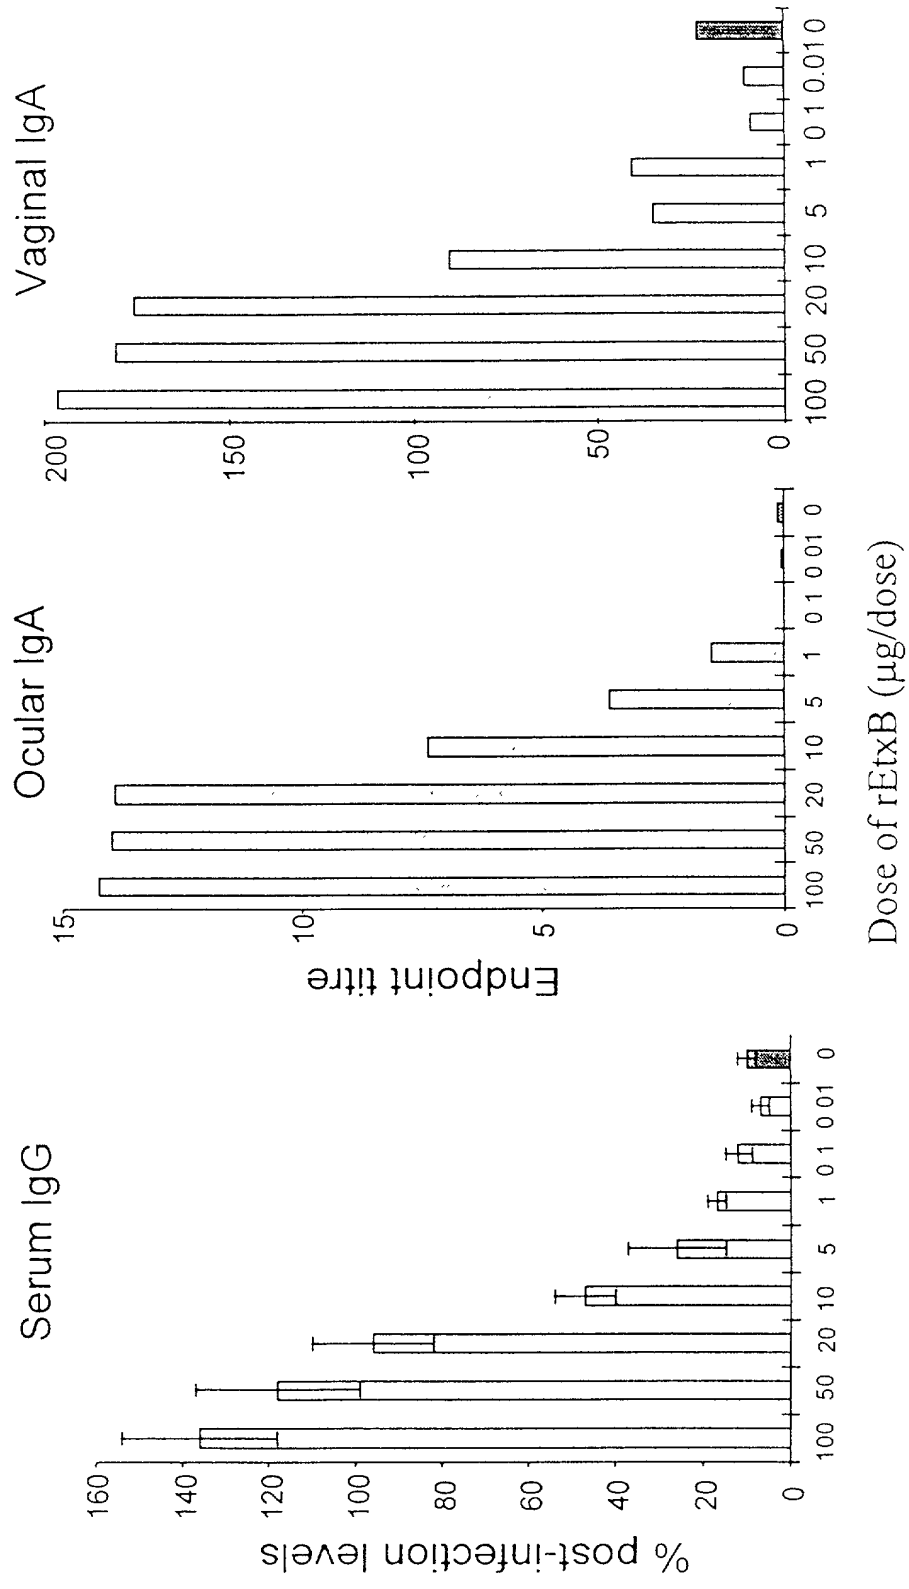 Serum IgG
% post-infection levels
160
140
120
100
80
60
40
20
0
100 50 20 10 5 1 0 1 0 01 0
Ocular IgA
Endpoint titre
15
10
5
0
100 50 20 10 5 1 0 1 0 01 0
Vaginal IgA
200
150
100
50
0
100 50 20 10 5 1 0 1 0.01 0
Dose of rEtxB (µg/dose)